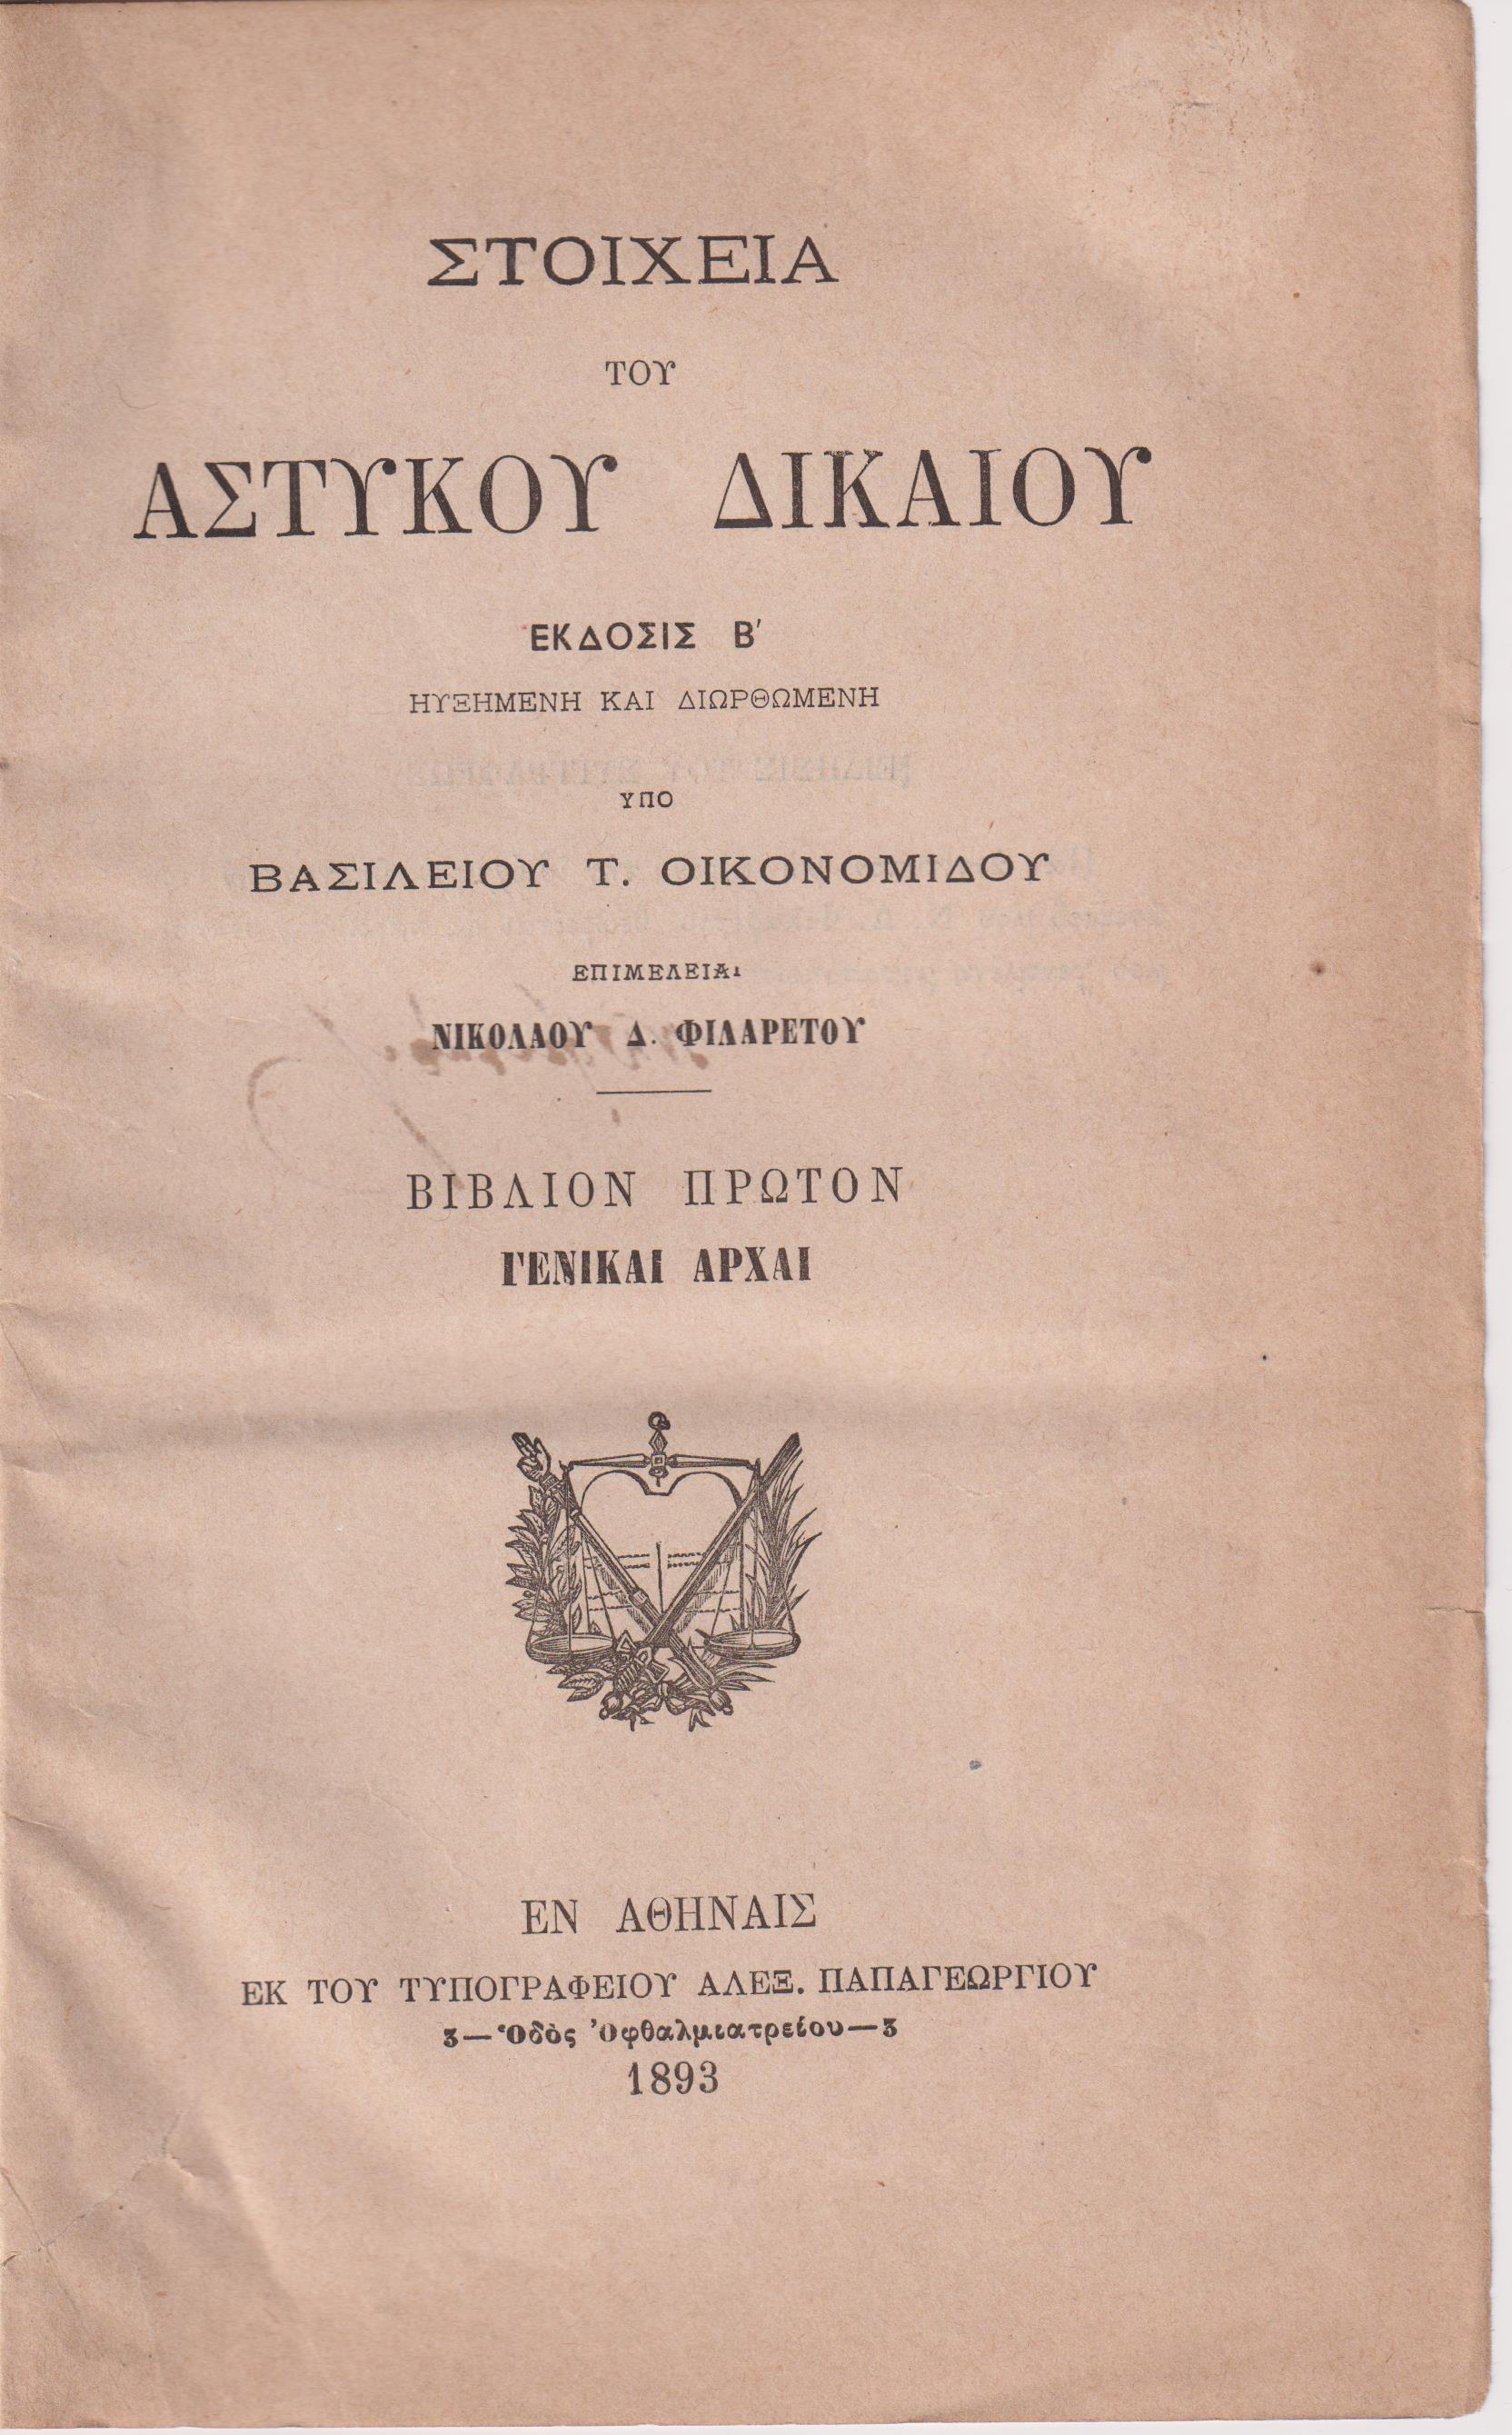 ΣΤΟΙΧΕΙΑ
ΤΟΥ
ΑΣΤΥΚΟΥ ΔΙΚΑΙΟΥ
ΕΚΔΟΣΙΣ Β'
ΗΥΞΗΜΕΝΗ ΚΑΙ ΔΙΩΡΘΩΜΕΝΗ
ΥΠΟ
ΒΑΣΙΛΕΙΟΥ Τ. ΟΙΚΟΝΟΜΙΔΟΥ
ΕΠΙΜΕΛΕΙΑι
ΝΙΚΟΛΑΟΥ Δ. ΦΙΛΑΡΕΤΟΥ
ΒΙΒΛΙΟΝ ΠΡΩΤΟΝ
ΓΕΝΙΚΑΙ ΑΡΧΑΙ
ΕΝ ΑΘΗΝΑΙΣ
ΕΚ ΤΟΥ ΤΥΠΟΓΡΑΦΕΙΟΥ ΑΛΕΞ. ΠΑΠΑΓΕΩΡΓΙΟΥ
3—Ὁδὸς Ὀφθαλμιατρείου—3
1893